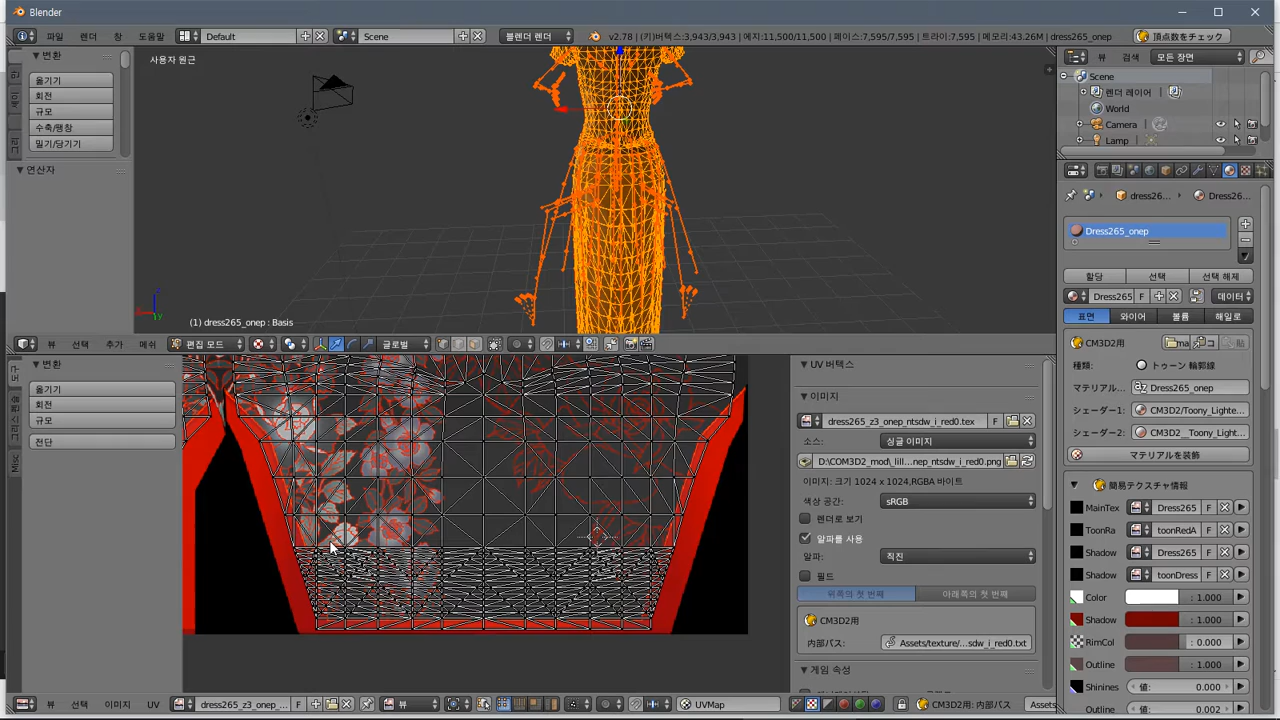 Blender
파일 렌더 창 도움말 Default Scene 블렌더 렌더 v2.78 | (키)버텍스:3,943/3,943 | 에지:11,500/11,500 | 페이스:7,595/7,595 | 트라이:7,595 | 메모리:43.26M | dress265_onep 頂点数をチェック
변환
옮기기
회전
규모
수축/팽창
밀기/당기기
연산자
사용자 원근
(1) dress265_onep : Basis
뷰 선택 추가 메쉬 편집 모드 글로벌
뷰 검색 모든 장면
Scene
렌더 레이어
World
Camera
Lamp
dress26... Dress26...
Dress265_onep
할당 선택 선택 해제
Dress265 F 데이터
표면 와이어 볼륨 헤일로
CM3D2用
種類: トゥーン 輪郭線
マテリアル... Dress265_onep
シェーダー1: CM3D2/Toony_Lighte...
シェーダー2: CM3D2__Toony_Light...
マテリアルを装飾
簡易テクスチャ情報
MainTex Dress265 F
ToonRa toonRedA F
Shadow Dress265 F
Shadow toonDress F
Color : 1.000
Shadow : 1.000
RimCol : 0.000
Outline : 1.000
Shinines 値: 0.000
Outline 値: 0.002
변환
옮기기
회전
규모
전단
UV 버텍스
이미지
dress265_z3_onep_ntsdw_i_red0.tex F
소스: 싱글 이미지
D:\COM3D2_mod\_lill...nep_ntsdw_i_red0.png
이미지: 크기 1024 x 1024,RGBA 바이트
색상 공간: sRGB
렌더로 보기
알파를 사용
알파: 직진
필드
위쪽의 첫 번째 아래쪽의 첫 번째
CM3D2用
内部パス: Assets/texture/...sdw_i_red0.txt
게임 속성
뷰 선택 이미지 UV dress265_z3_onep_... F 뷰 UVMap CM3D2用: 内部パス Assets